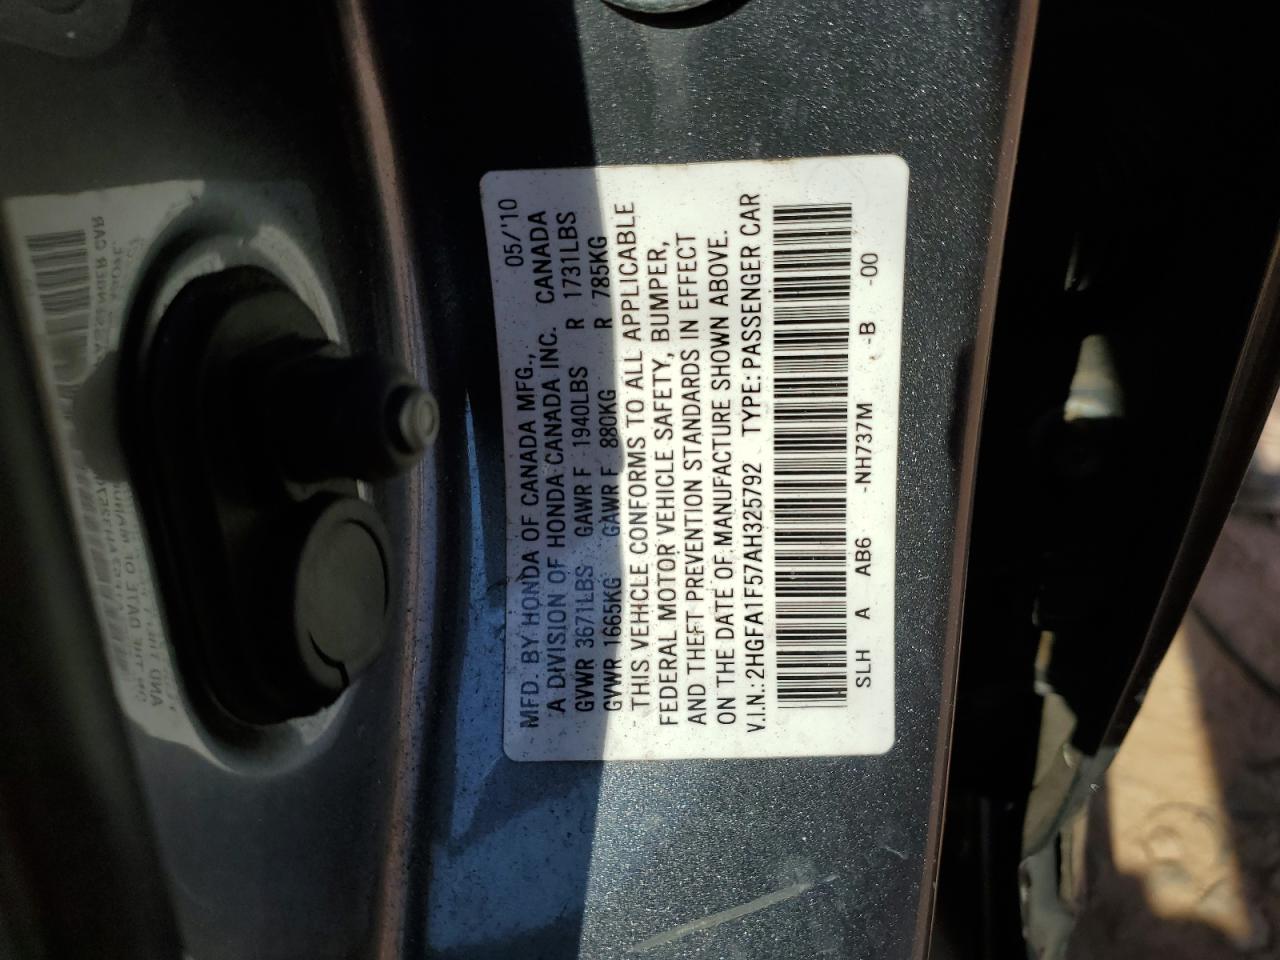 05/'10
MFD. BY HONDA OF CANADA MFG.,
A DIVISION OF HONDA CANADA INC. CANADA
GVWR 3671LBS GAWR F 1940LBS R 1731LBS
GVWR 1665KG GAWR F 880KG R 785KG
THIS VEHICLE CONFORMS TO ALL APPLICABLE
FEDERAL MOTOR VEHICLE SAFETY, BUMPER,
AND THEFT PREVENTION STANDARDS IN EFFECT
ON THE DATE OF MANUFACTURE SHOWN ABOVE.
V.I.N.: 2HGFA1F57AH325792 TYPE: PASSENGER CAR
SLH A AB6 -NH737M -B -00